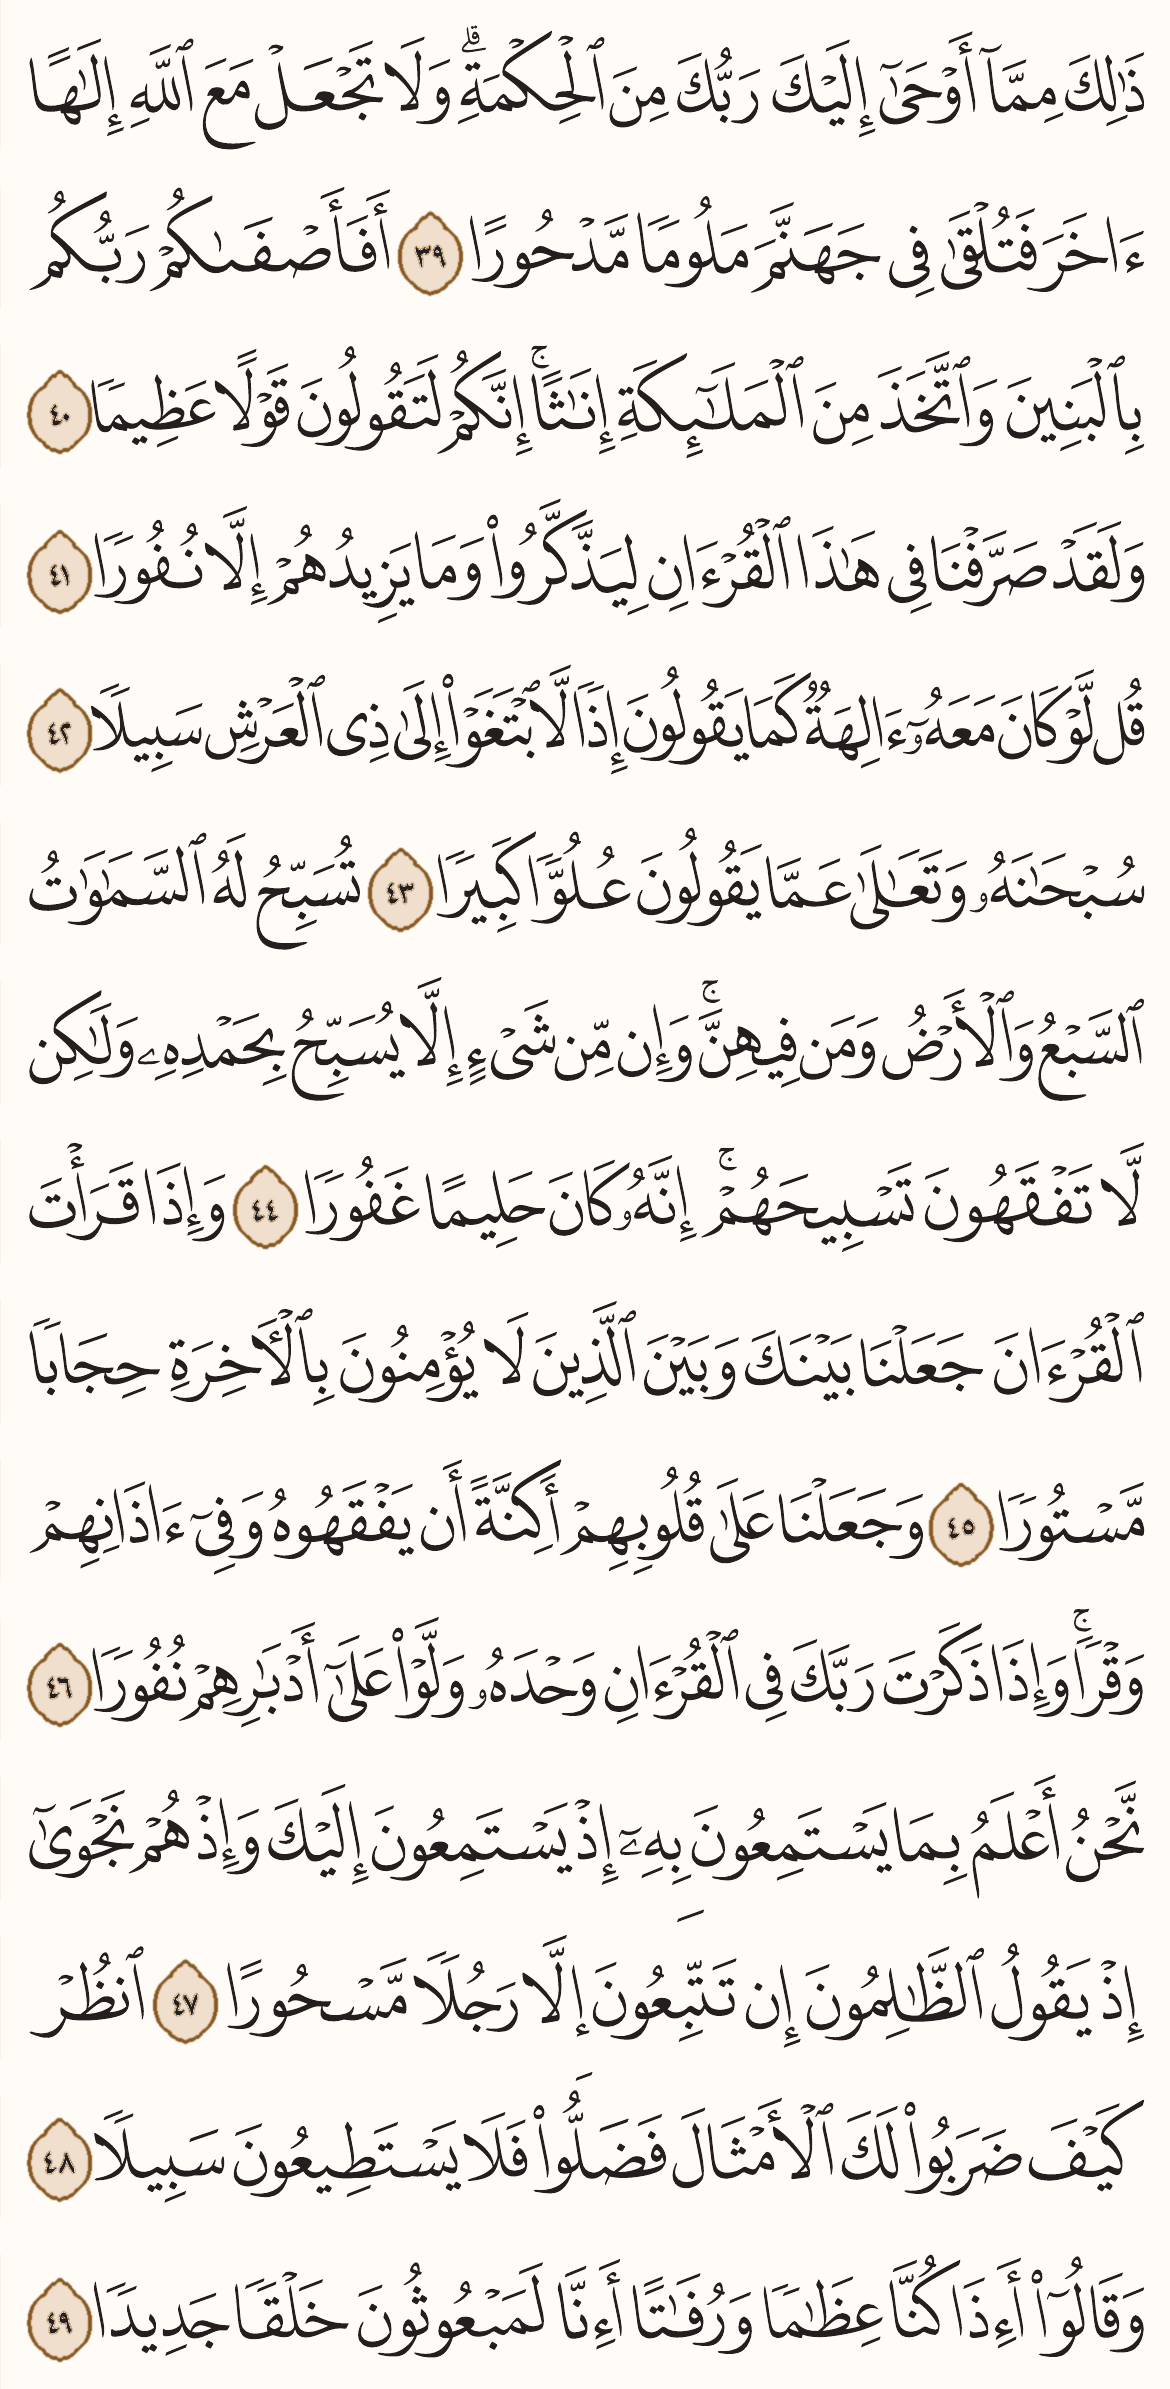 ذَٰلِكَ مِمَّآ أَوْحَىٰٓ إِلَيْكَ رَبُّكَ مِنَ ٱلْحِكْمَةِ ۗ وَلَا تَجْعَلْ مَعَ ٱللَّهِ إِلَـٰهًا
ءَاخَرَ فَتُلْقَىٰ فِى جَهَنَّمَ مَلُومًا مَّدْحُورًا ٣٩ أَفَأَصْفَىٰكُمْ رَبُّكُم
بِٱلْبَنِينَ وَٱتَّخَذَ مِنَ ٱلْمَلَـٰٓئِكَةِ إِنَـٰثًا ۚ إِنَّكُمْ لَتَقُولُونَ قَوْلًا عَظِيمًا ٤٠
وَلَقَدْ صَرَّفْنَا فِى هَـٰذَا ٱلْقُرْءَانِ لِيَذَّكَّرُوا۟ وَمَا يَزِيدُهُمْ إِلَّا نُفُورًا ٤١
قُل لَّوْ كَانَ مَعَهُۥٓ ءَالِهَةٌ كَمَا يَقُولُونَ إِذًا لَّٱبْتَغَوْا۟ إِلَىٰ ذِى ٱلْعَرْشِ سَبِيلًا ٤٢
سُبْحَـٰنَهُۥ وَتَعَـٰلَىٰ عَمَّا يَقُولُونَ عُلُوًّا كَبِيرًا ٤٣ تُسَبِّحُ لَهُ ٱلسَّمَـٰوَٰتُ
ٱلسَّبْعُ وَٱلْأَرْضُ وَمَن فِيهِنَّ ۚ وَإِن مِّن شَىْءٍ إِلَّا يُسَبِّحُ بِحَمْدِهِۦ وَلَـٰكِن
لَّا تَفْقَهُونَ تَسْبِيحَهُمْ ۗ إِنَّهُۥ كَانَ حَلِيمًا غَفُورًا ٤٤ وَإِذَا قَرَأْتَ
ٱلْقُرْءَانَ جَعَلْنَا بَيْنَكَ وَبَيْنَ ٱلَّذِينَ لَا يُؤْمِنُونَ بِٱلْـَٔاخِرَةِ حِجَابًا
مَّسْتُورًا ٤٥ وَجَعَلْنَا عَلَىٰ قُلُوبِهِمْ أَكِنَّةً أَن يَفْقَهُوهُ وَفِىٓ ءَاذَانِهِمْ
وَقْرًا ۚ وَإِذَا ذَكَرْتَ رَبَّكَ فِى ٱلْقُرْءَانِ وَحْدَهُۥ وَلَّوْا۟ عَلَىٰٓ أَدْبَـٰرِهِمْ نُفُورًا ٤٦
نَّحْنُ أَعْلَمُ بِمَا يَسْتَمِعُونَ بِهِۦٓ إِذْ يَسْتَمِعُونَ إِلَيْكَ وَإِذْ هُمْ نَجْوَىٰٓ
إِذْ يَقُولُ ٱلظَّـٰلِمُونَ إِن تَتَّبِعُونَ إِلَّا رَجُلًا مَّسْحُورًا ٤٧ ٱنظُرْ
كَيْفَ ضَرَبُوا۟ لَكَ ٱلْأَمْثَالَ فَضَلُّوا۟ فَلَا يَسْتَطِيعُونَ سَبِيلًا ٤٨
وَقَالُوٓا۟ أَءِذَا كُنَّا عِظَـٰمًا وَرُفَـٰتًا أَءِنَّا لَمَبْعُوثُونَ خَلْقًا جَدِيدًا ٤٩